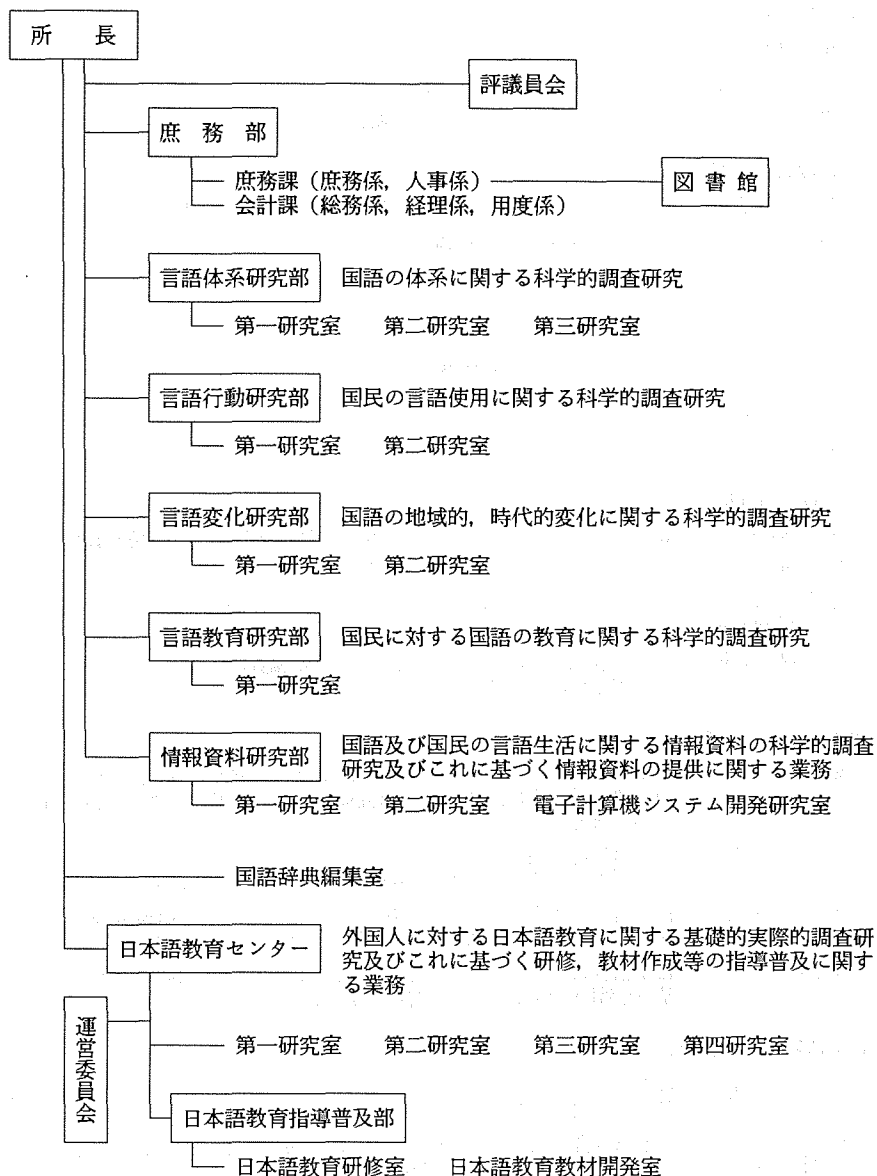 所　長
評議員会
庶　務　部
庶務課（庶務係，人事係）
図 書 館
会計課（総務係，経理係，用度係）
言語体系研究部　国語の体系に関する科学的調査研究
第一研究室　第二研究室　第三研究室
言語行動研究部　国民の言語使用に関する科学的調査研究
第一研究室　第二研究室
言語変化研究部　国語の地域的，時代的変化に関する科学的調査研究
第一研究室　第二研究室
言語教育研究部　国民に対する国語の教育に関する科学的調査研究
第一研究室
情報資料研究部
国語及び国民の言語生活に関する情報資料の科学的調査
研究及びこれに基づく情報資料の提供に関する業務
第一研究室　第二研究室　電子計算機システム開発研究室
国語辞典編集室
日本語教育センター
外国人に対する日本語教育に関する基礎的実際的調査研
究及びこれに基づく研修，教材作成等の指導普及に関す
る業務
運営委員会
第一研究室　第二研究室　第三研究室　第四研究室
日本語教育指導普及部
日本語教育研修室　日本語教育教材開発室